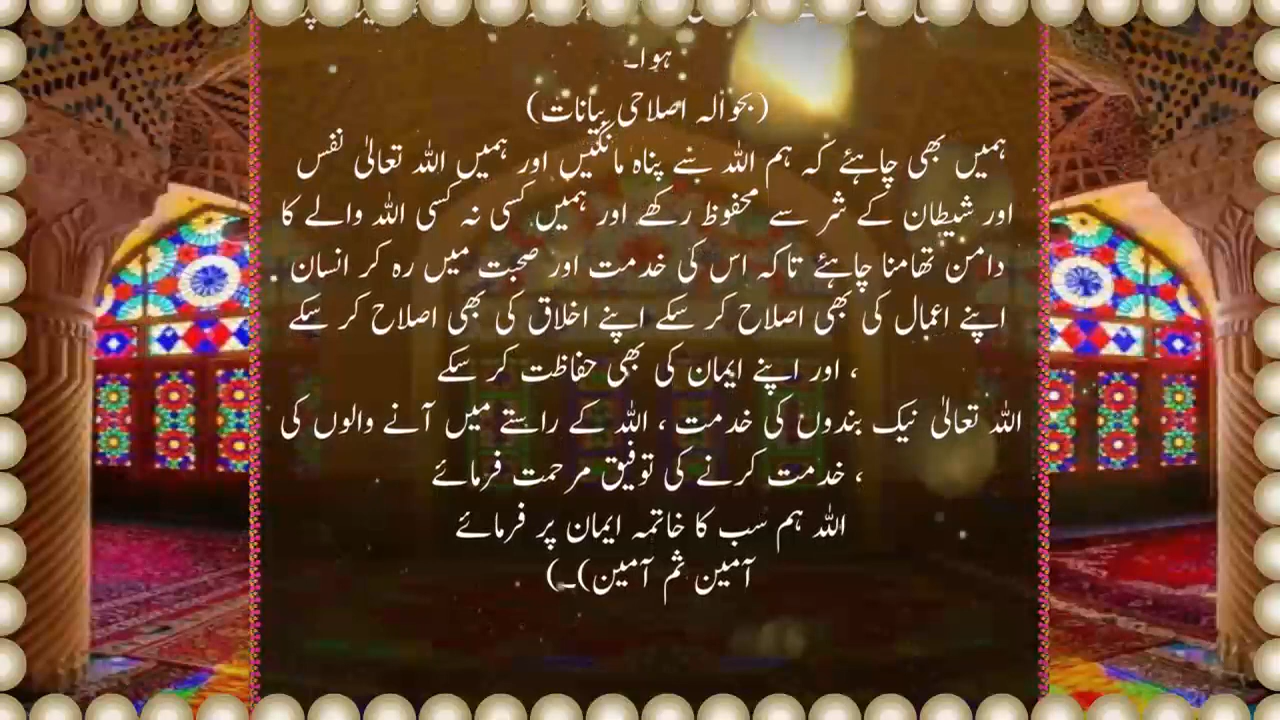 ہوا۔
(بحوالہ اصلاحی بیانات)
ہمیں بھی چاہئے کہ ہم اللہ سے پناہ مانگیں اور ہمیں اللہ تعالیٰ نفس
اور شیطان کے شر سے محفوظ رکھے اور ہمیں کسی نہ کسی اللہ والے کا
دامن تھامنا چاہئے تاکہ اس کی خدمت اور صحبت میں رہ کر انسان
اپنے اعمال کی بھی اصلاح کر سکے اپنے اخلاق کی بھی اصلاح کر سکے
، اور اپنے ایمان کی بھی حفاظت کر سکے
اللہ تعالیٰ نیک بندوں کی خدمت ، اللہ کے راستے میں آنے والوں کی
، خدمت کرنے کی توفیق مرحمت فرمائے
اللہ ہم سب کا خاتمہ ایمان پر فرمائے
آمین ثم آمین)۔)